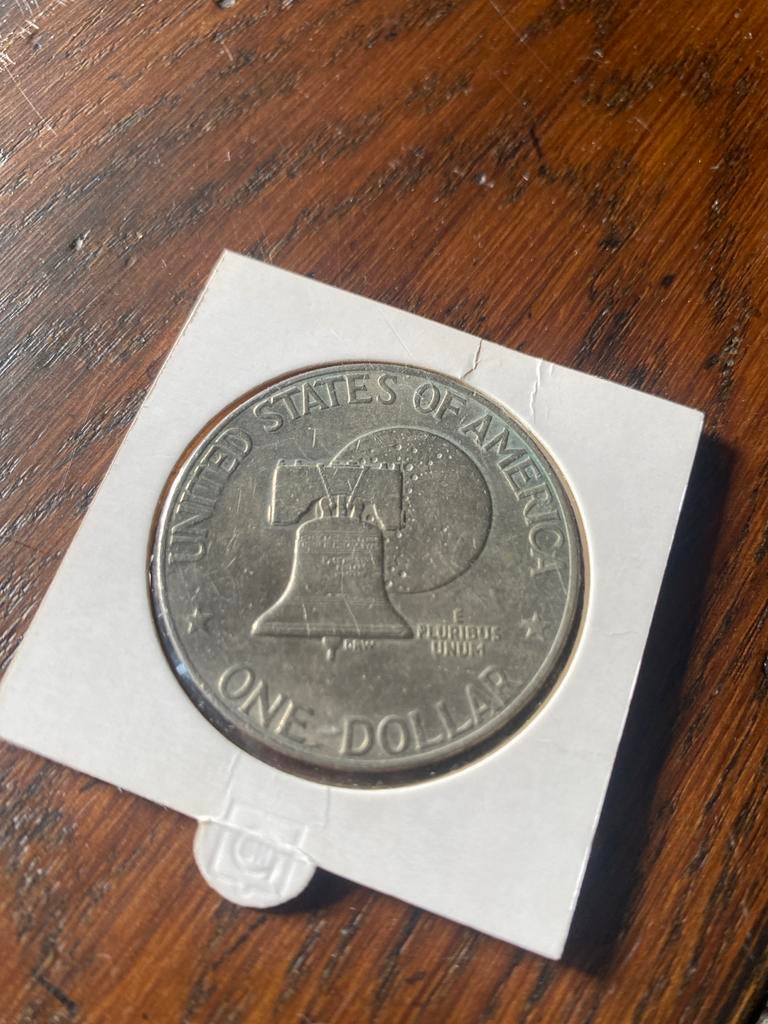 UNITED STATES OF AMERICA
E
PLURIBUS
UNUM
ONE DOLLAR